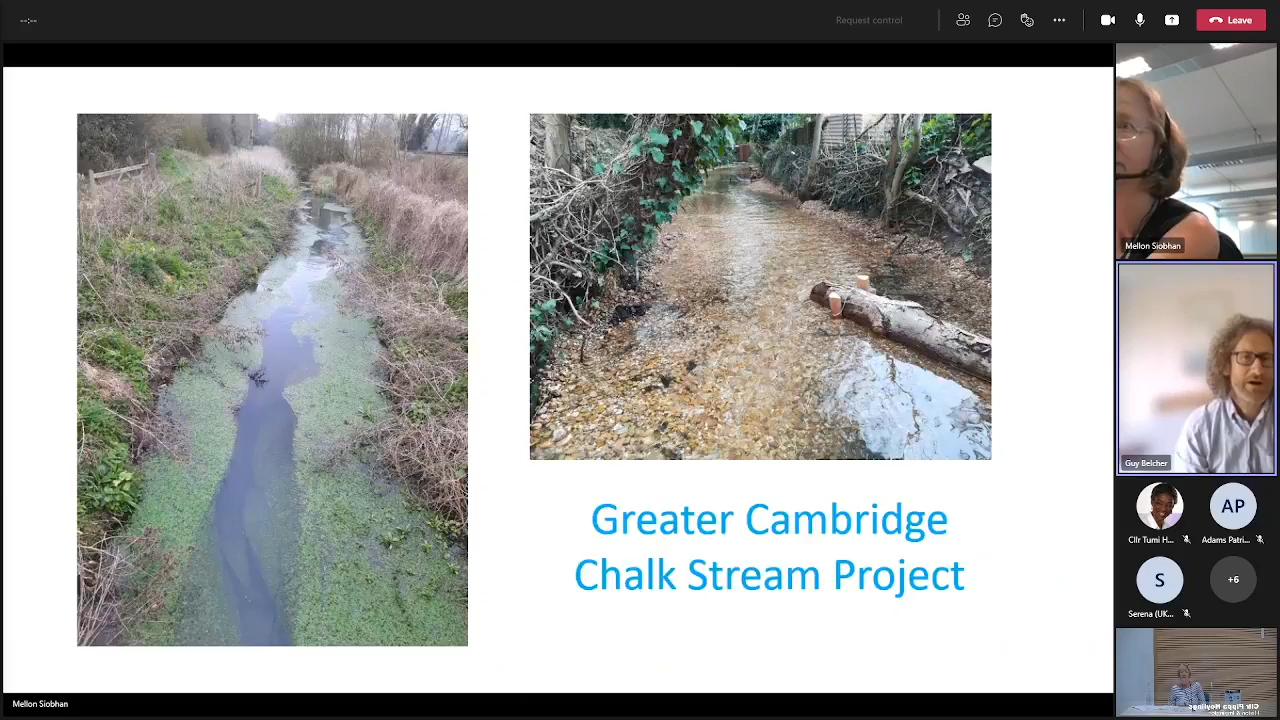 --:--
Request control
Leave
Mellon Siobhan
Guy Belcher
Cllr Tumi H...
AP
Adams Patri...
S
Serena (UK...
+6
Greater Cambridge
Chalk Stream Project
Mellon Siobhan